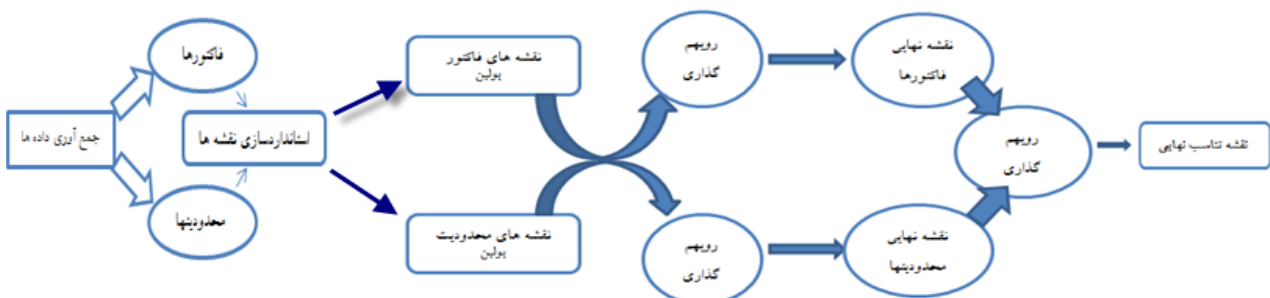 جمع آوری داده ها
فاکتورها
محدودیتها
استانداردسازی نقشه ها
نقشه های فاکتور
بولین
نقشه های محدودیت
بولین
رویهم
گذاری
رویهم
گذاری
نقشه نهایی
فاکتورها
نقشه نهایی
محدودیتها
رویهم
گذاری
نقشه تناسب نهایی